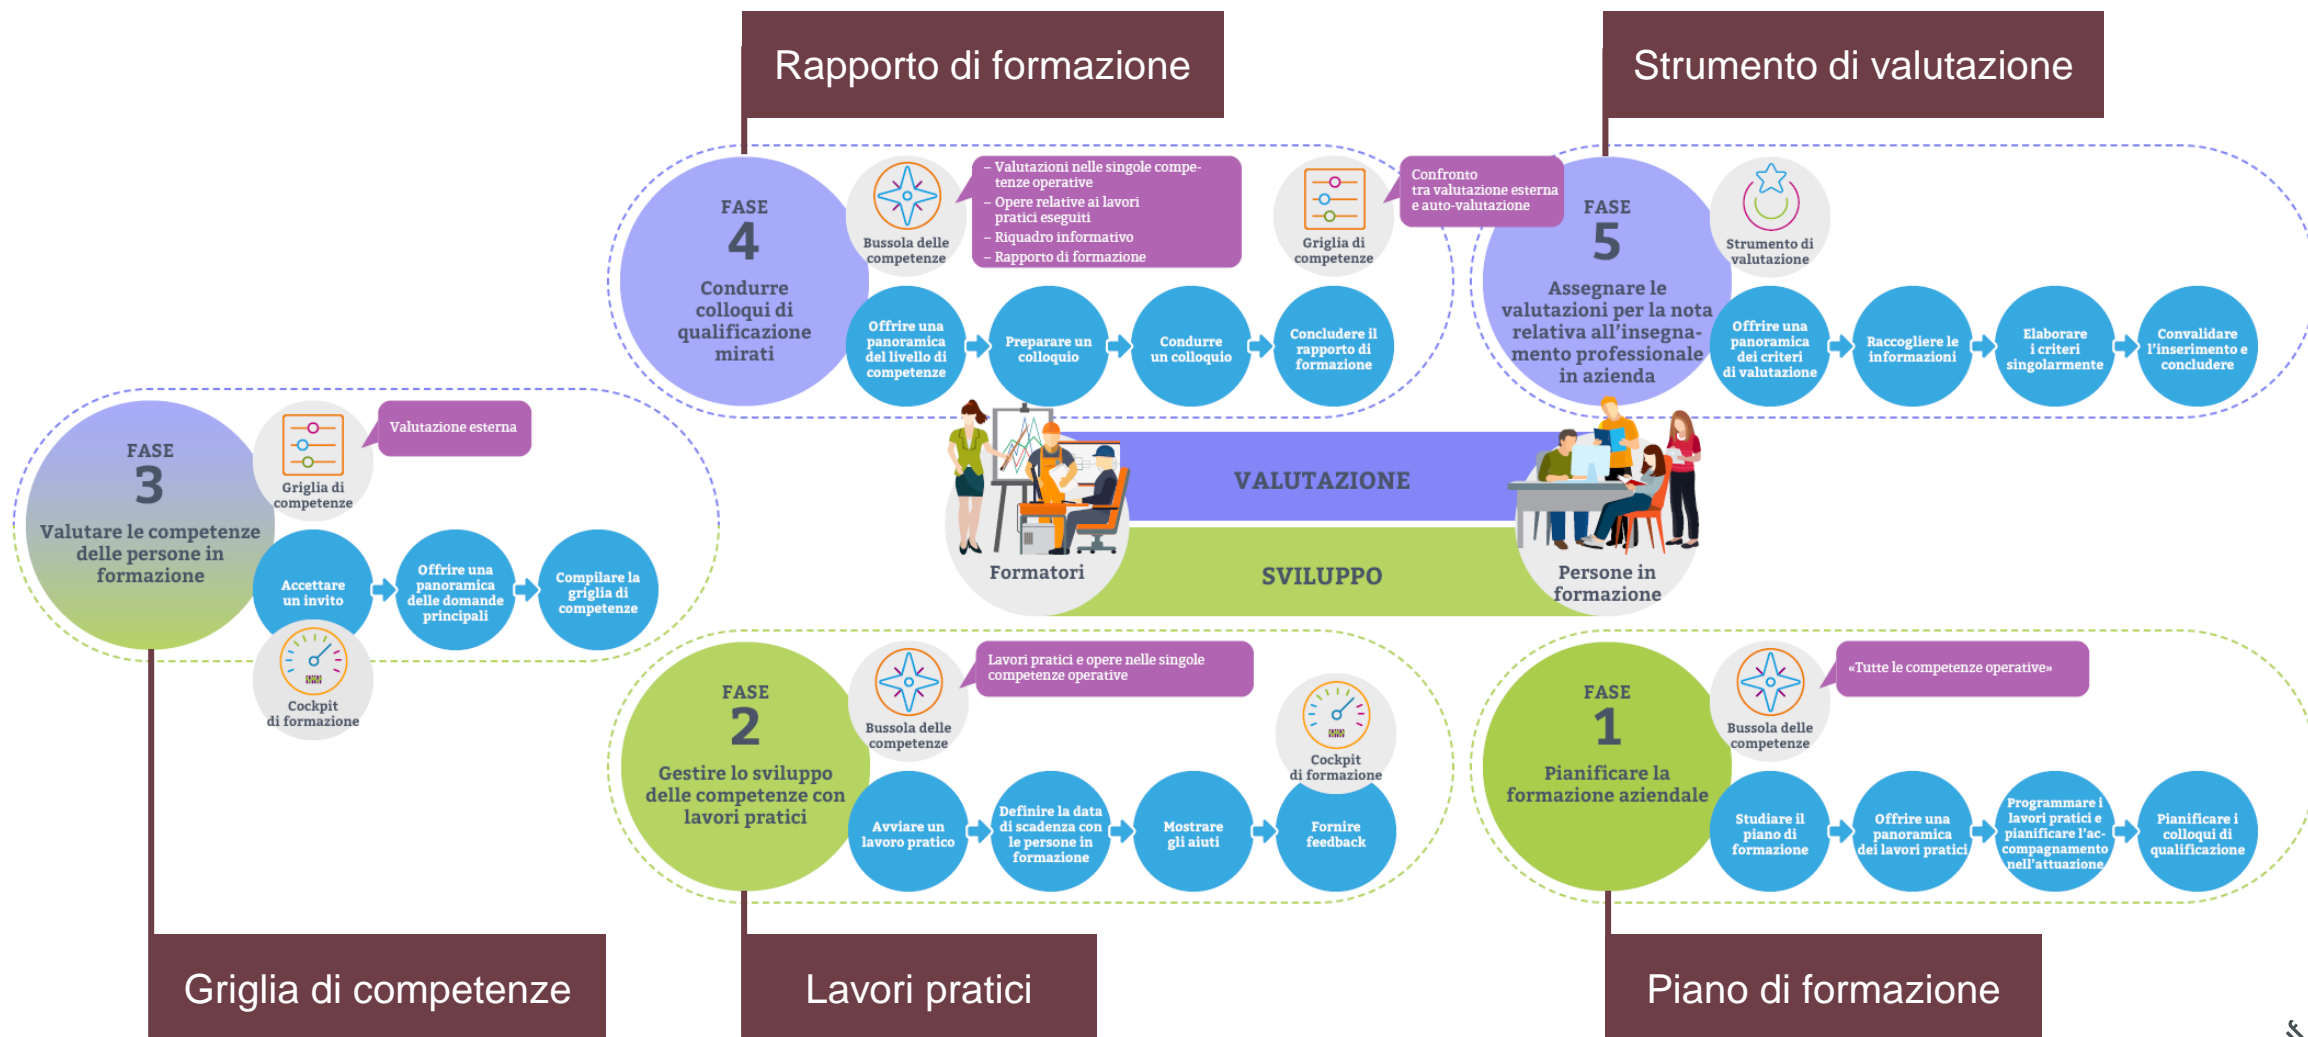 Rapporto di formazione
Strumento di valutazione
FASE
4
Condurre
colloqui di
qualificazione
mirati
Bussola delle
competenze
– Valutazioni nelle singole compe-
tenze operative
– Opere relative ai lavori
pratici eseguiti
– Riquadro informativo
– Rapporto di formazione
Griglia di
competenze
Confronto
tra valutazione esterna
e auto-valutazione
Offrire una
panoramica
del livello di
competenze
Preparare un
colloquio
Condurre
un colloquio
Concludere il
rapporto di
formazione
FASE
5
Assegnare le
valutazioni per la nota
relativa all'insegna-
mento professionale
in azienda
Strumento di
valutazione
Offrire una
panoramica
dei criteri
di valutazione
Raccogliere le
informazioni
Elaborare
i criteri
singolarmente
Convalidare
l'inserimento e
concludere
FASE
3
Valutare le competenze
delle persone in
formazione
Griglia di
competenze
Valutazione esterna
Accettare
un invito
Offrire una
panoramica
delle domande
principali
Compilare la
griglia di
competenze
Cockpit
di formazione
Formatori
VALUTAZIONE
SVILUPPO
Persone in
formazione
FASE
2
Gestire lo sviluppo
delle competenze con
lavori pratici
Bussola delle
competenze
Lavori pratici e opere nelle singole
competenze operative
Cockpit
di formazione
Avviare un
lavoro pratico
Definire la data
di scadenza con
le persone in
formazione
Mostrare
gli aiuti
Fornire
feedback
FASE
1
Pianificare la
formazione aziendale
Bussola delle
competenze
«Tutte le competenze operative»
Studiare il
piano di
formazione
Offrire una
panoramica
dei lavori pratici
Programmare i
lavori pratici e
pianificare l'ac-
compagnamento
nell'attuazione
Pianificare i
colloqui di
qualificazione
Griglia di competenze
Lavori pratici
Piano di formazione